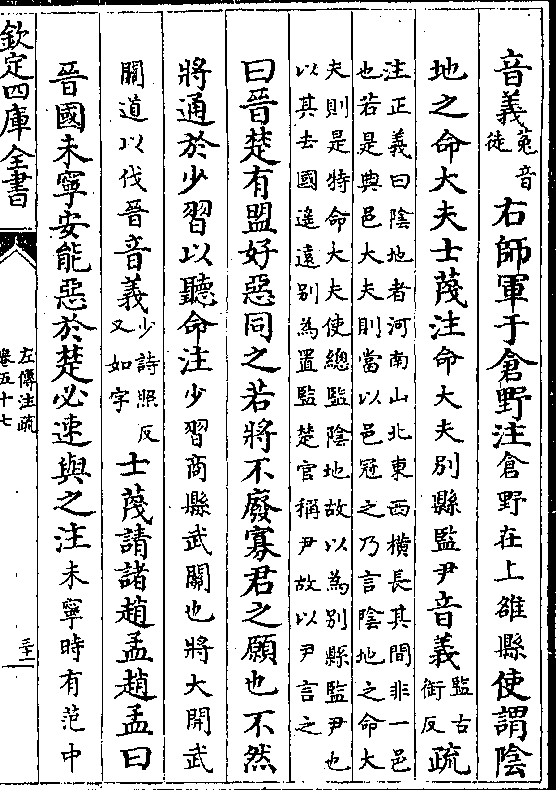 音義菟音徒右師軍于倉野注倉野在上雒縣使謂陰
地之命大夫士蔑注命大夫別縣監尹音義監古銜反疏
注正義曰陰地者河南山北東西橫長其間非一邑
也若是典邑大夫則當以邑冠之乃言陰地之命大
夫則是特命大夫使總監陰地故以為別縣監尹也
以其去國遥遠別為置監楚官稱尹故以尹言之
曰晉楚有盟好惡同之若將不廢寡君之願也不然
將通於少習以聽命注少習商縣武關也將大開武
關道以伐晉音義少詩照反又如字士蔑請諸趙孟趙孟曰
晉國未寧安能惡於楚必速與之注未寧時有范中
欽定四庫全書
左傳注疏
卷五十七